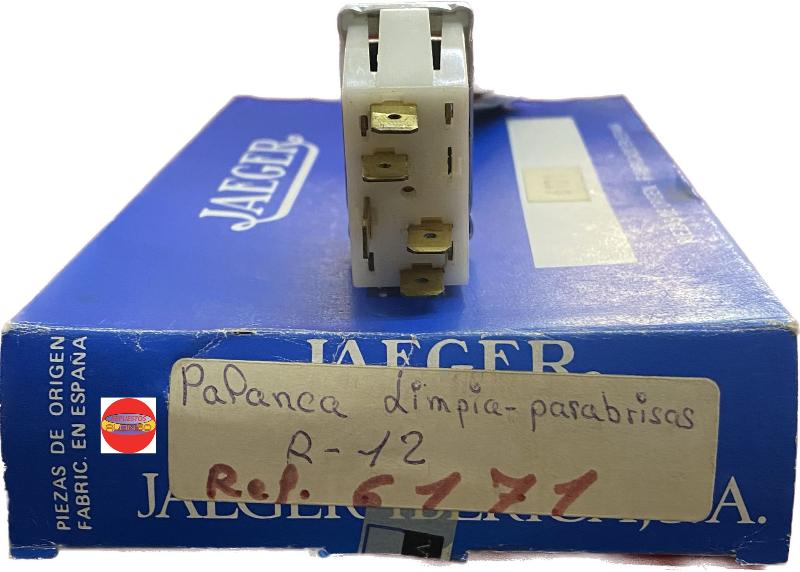 JAEGER
PIEZAS DE ORIGEN
FABRIC. EN ESPAÑA
JAEGER
Palanca Limpia-parabrisas
R-12
Ref. 6171
JAEGER IBERICA, S.A.